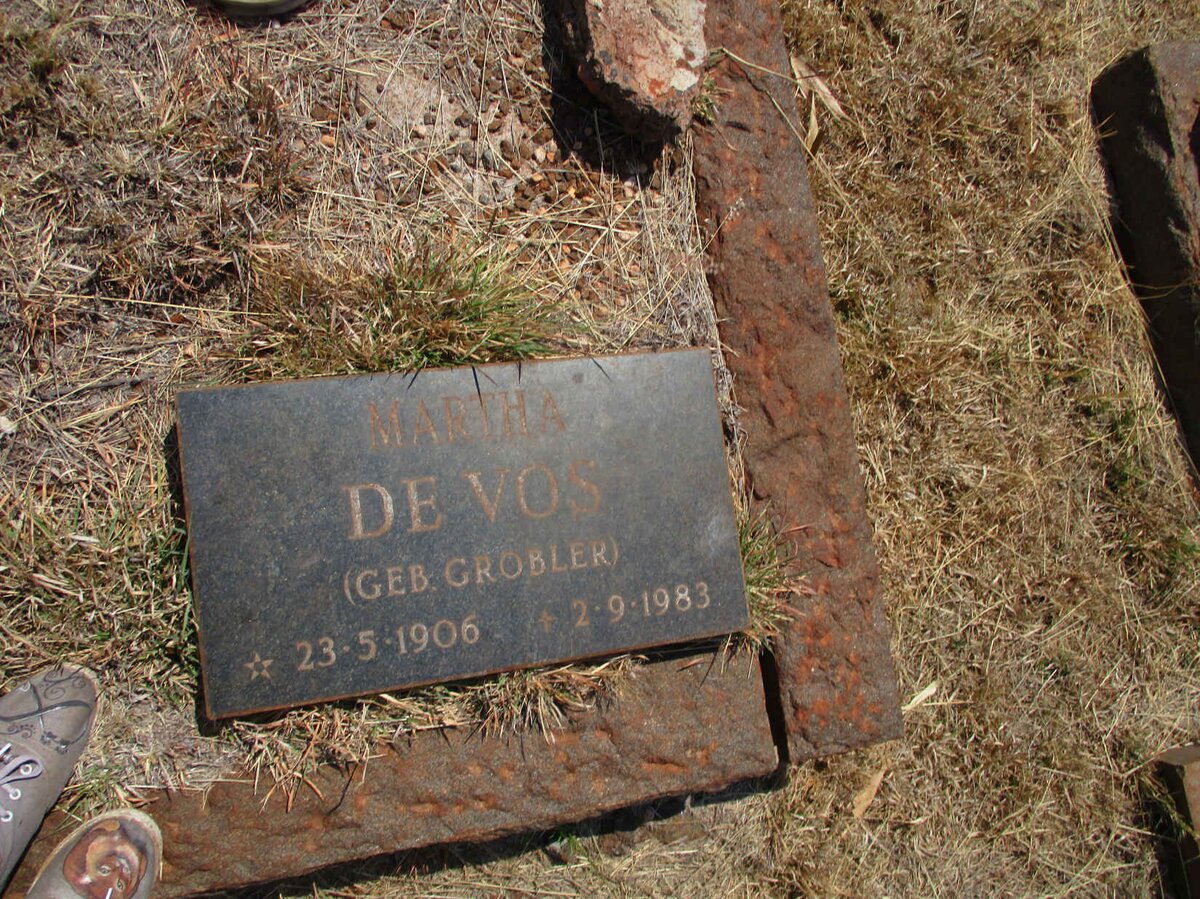 MARTHA
DE VOS
(GEB. GROBLER)
☆ 23·5·1906 + 2·9·1983